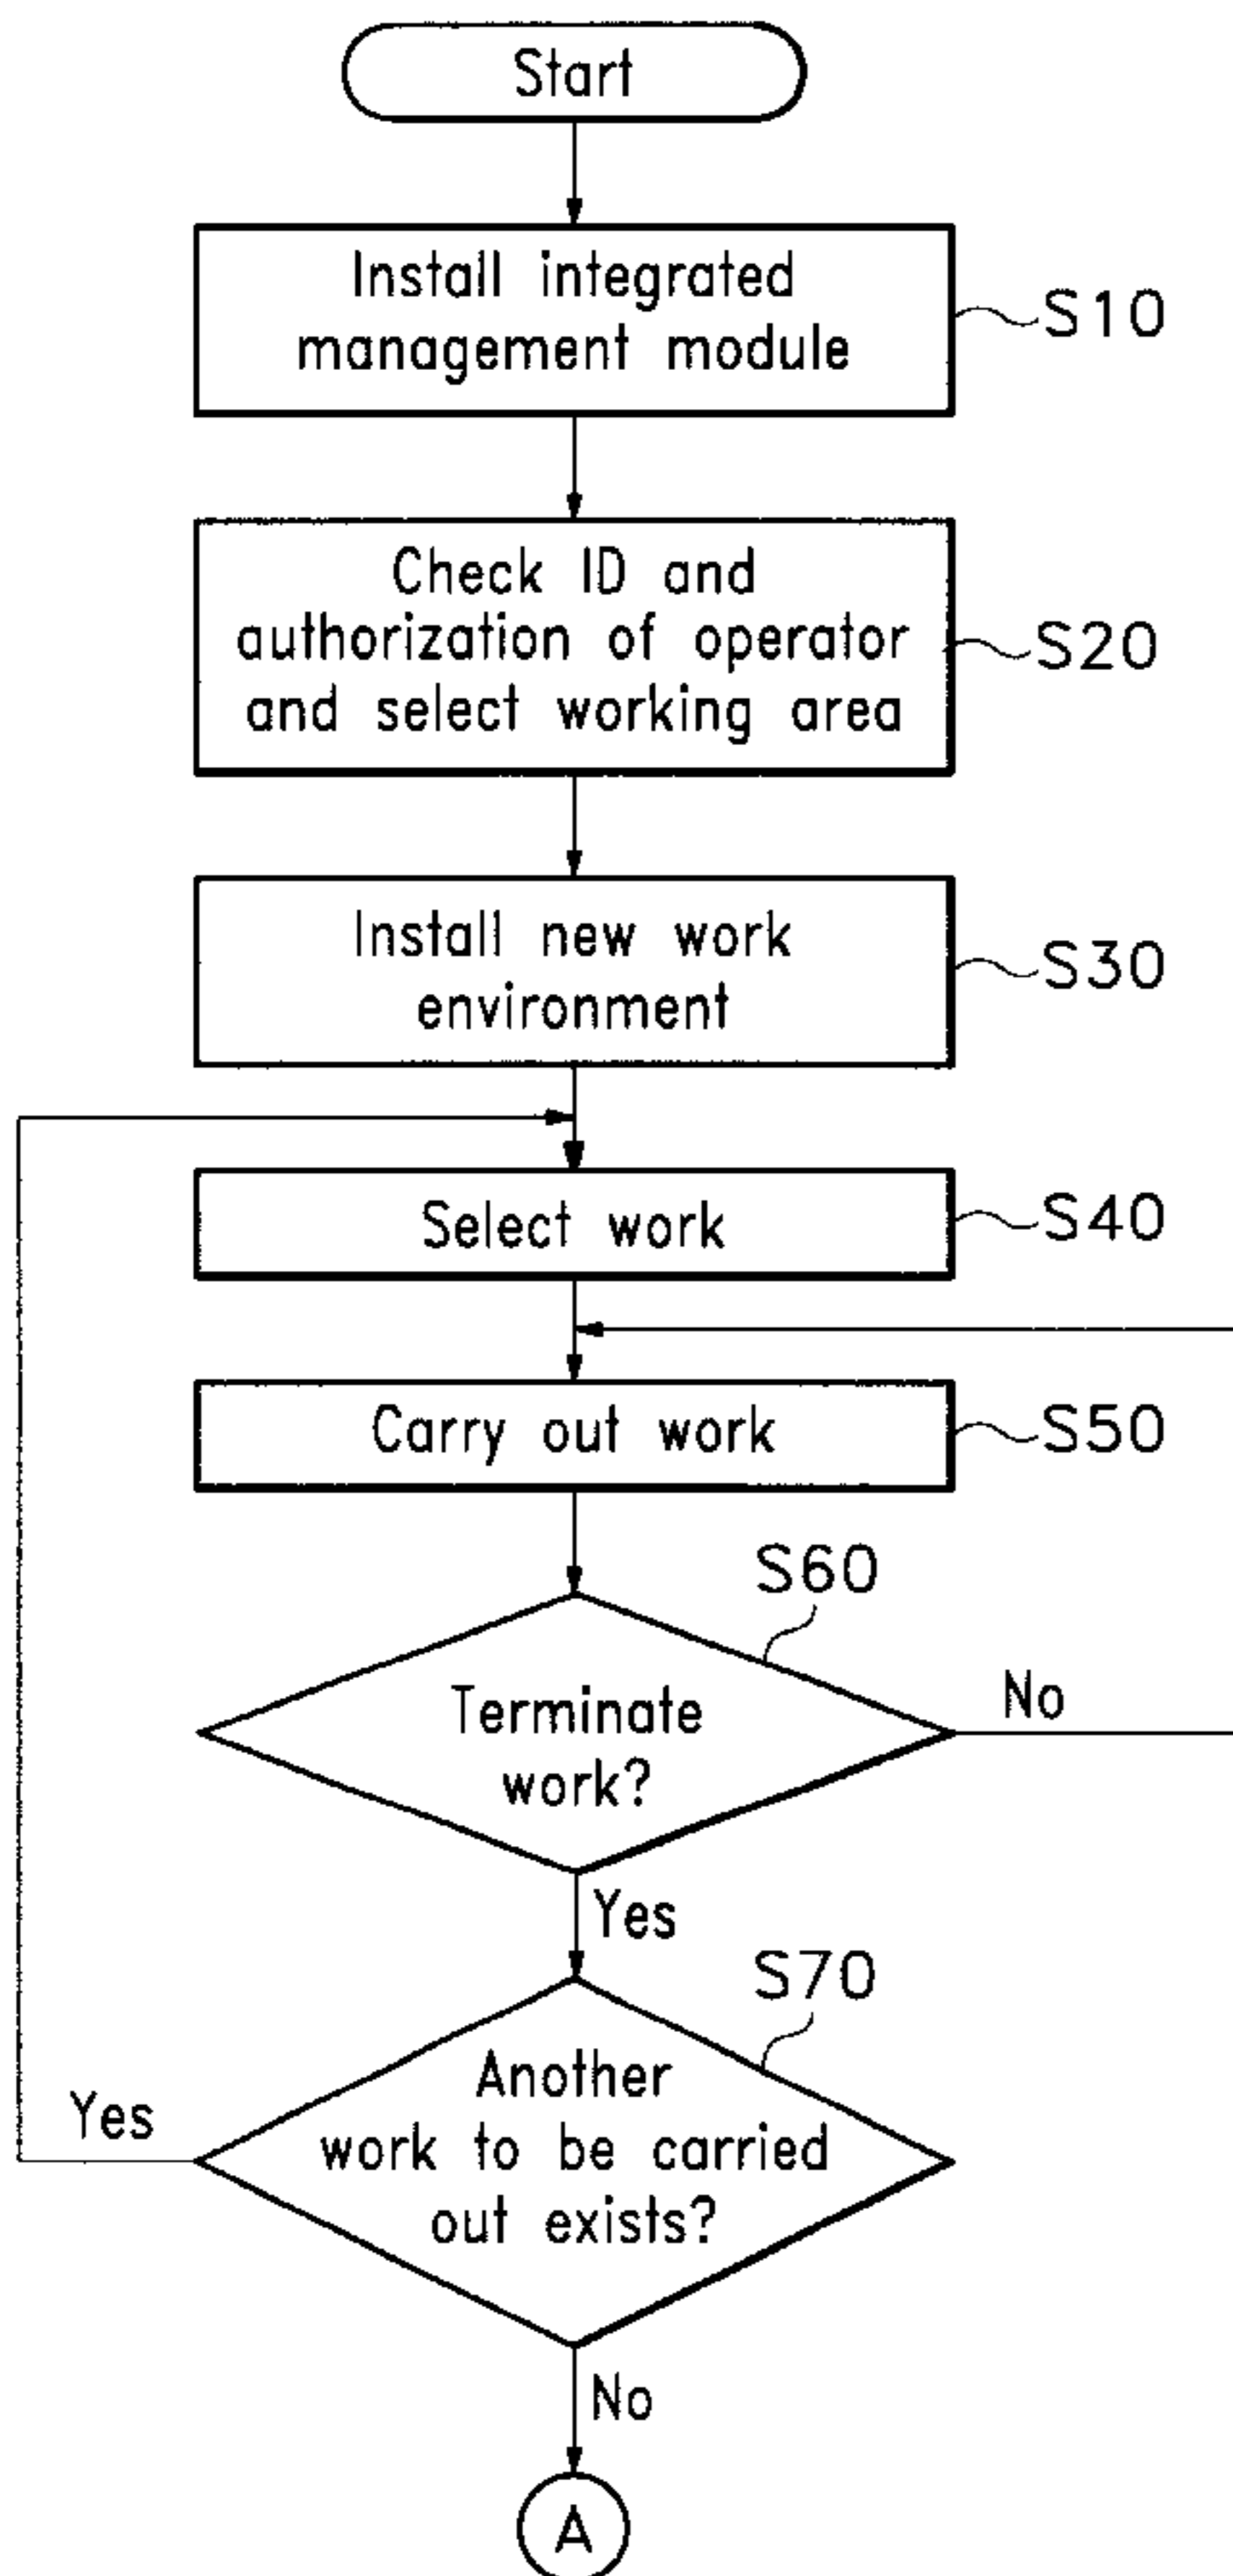 Start
Install integrated
management module
S10
Check ID and
authorization of operator
and select working area
S20
Install new work
environment
S30
Select work
S40
Carry out work
S50
S60
Terminate
work?
No
Yes
S70
Another
work to be carried
out exists?
Yes
No
A